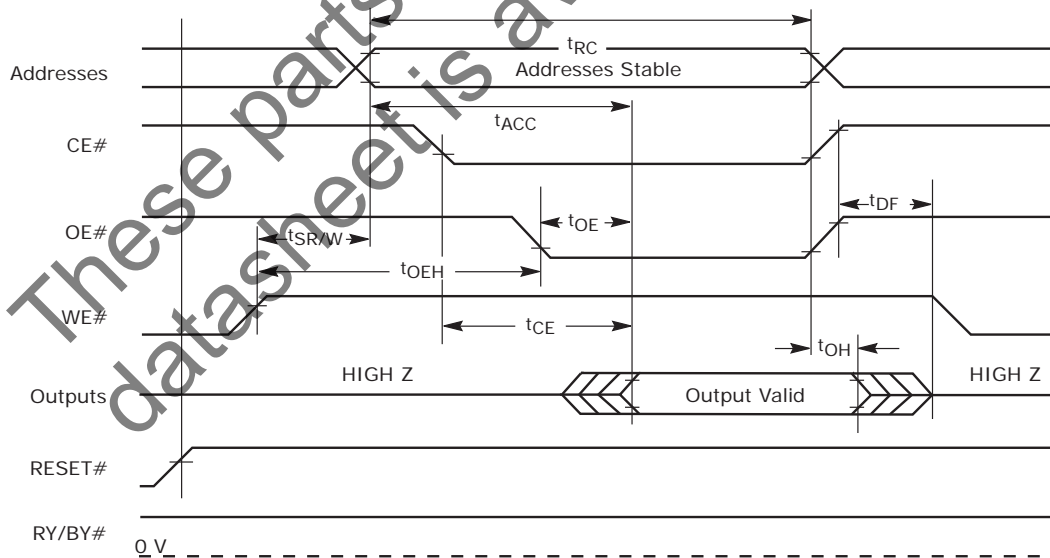 These parts
datasheet is a
tRC
Addresses
Addresses Stable
tACC
CE#
OE#
tOE
tDF
tSR/W
tOEH
WE#
tCE
tOH
HIGH Z
HIGH Z
Outputs
Output Valid
RESET#
RY/BY#
0 V